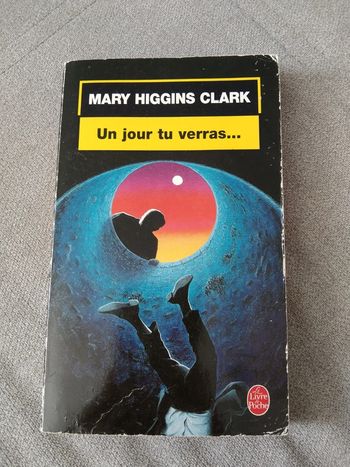 MARY HIGGINS CLARK
Un jour tu verras...
Le
Livre
de
Poche